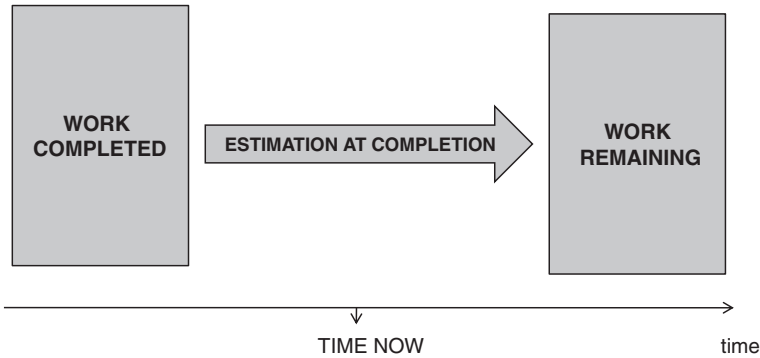 WORK
COMPLETED
ESTIMATION AT COMPLETION
WORK
REMAINING
TIME NOW
time